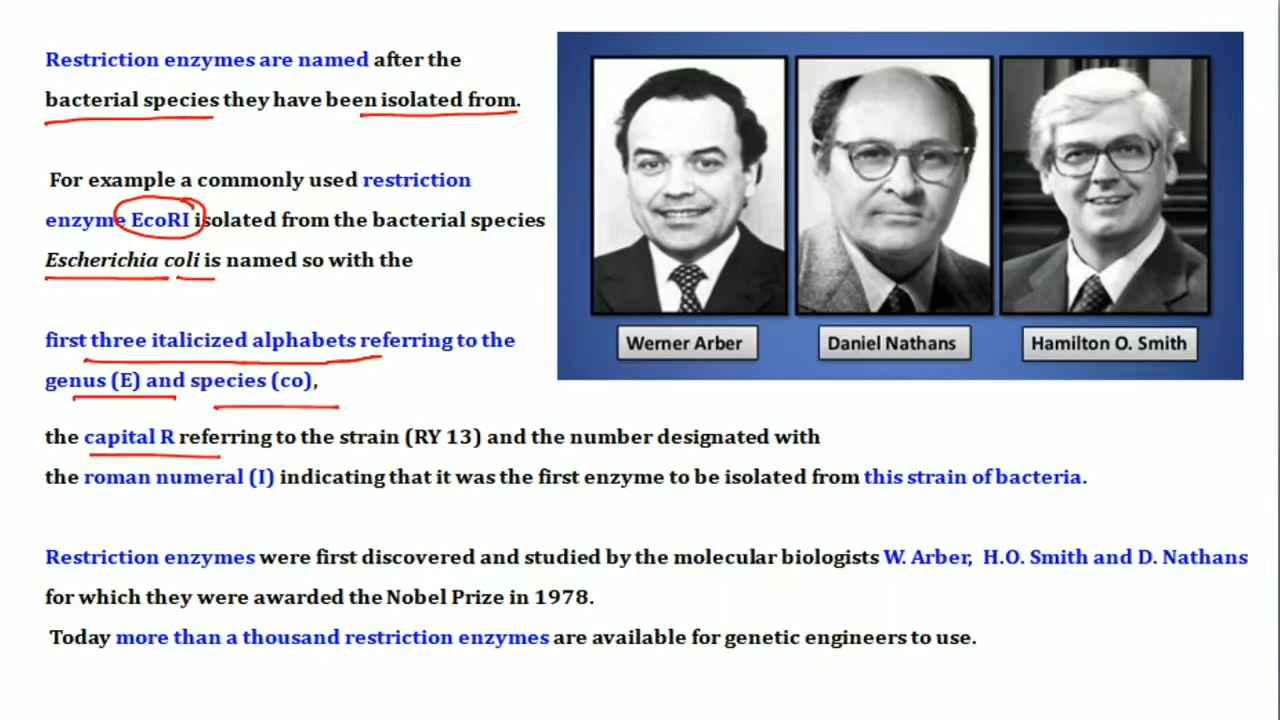 Restriction enzymes are named after the
bacterial species they have been isolated from.
For example a commonly used restriction
enzyme EcoRI isolated from the bacterial species
Escherichia coli is named so with the
first three italicized alphabets referring to the
genus (E) and species (co),
the capital R referring to the strain (RY 13) and the number designated with
the roman numeral (I) indicating that it was the first enzyme to be isolated from this strain of bacteria.
Restriction enzymes were first discovered and studied by the molecular biologists W. Arber, H.O. Smith and D. Nathans
for which they were awarded the Nobel Prize in 1978.
Today more than a thousand restriction enzymes are available for genetic engineers to use.
Werner Arber
Daniel Nathans
Hamilton O. Smith